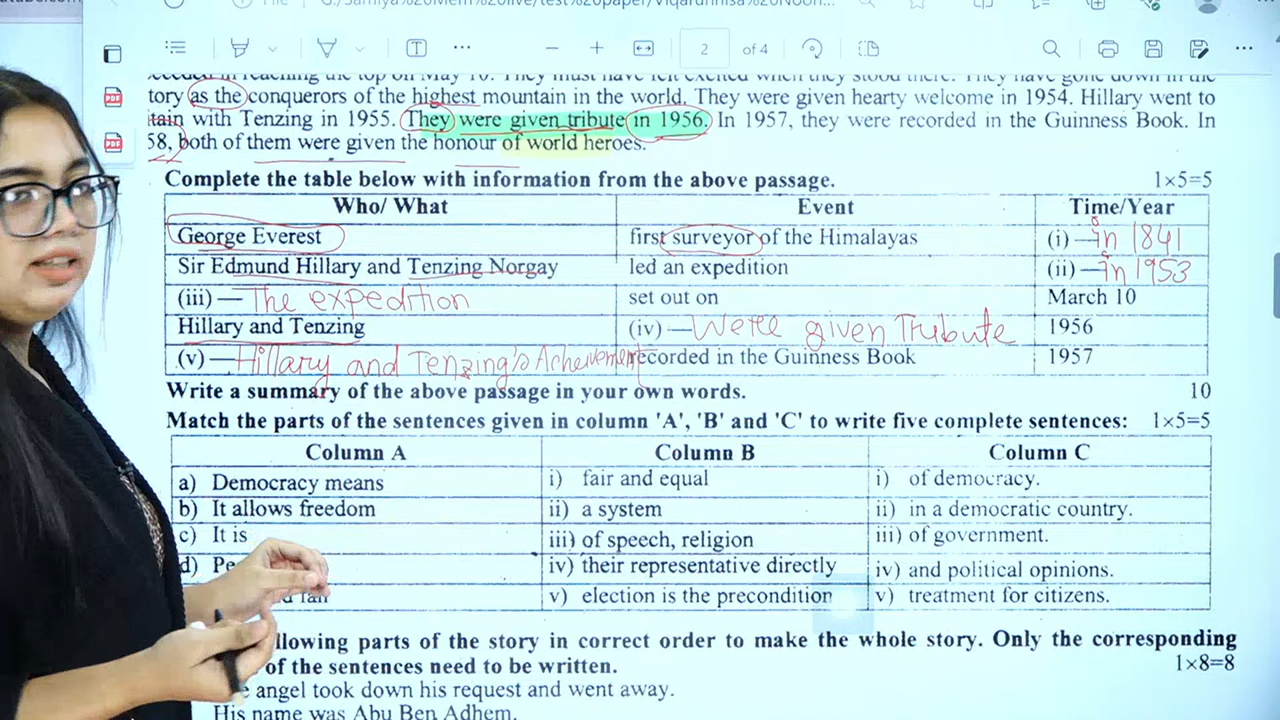 2 of 4
as the conquerors of the highest mountain in the world. They were given hearty welcome in 1954. Hillary went to
with Tenzing in 1955. They were given tribute in 1956. In 1957, they were recorded in the Guinness Book. In
58, both of them were given the honour of world heroes.
Complete the table below with information from the above passage. 1×5=5
Who/ What Event Time/Year
George Everest first surveyor of the Himalayas (i) — in 1841
Sir Edmund Hillary and Tenzing Norgay led an expedition (ii) — in 1953
(iii) — The expedition set out on March 10
Hillary and Tenzing (iv) — were given Tribute 1956
(v) — Hillary and Tenzing's Acheivement recorded in the Guinness Book 1957
Write a summary of the above passage in your own words. 10
Match the parts of the sentences given in column 'A', 'B' and 'C' to write five complete sentences: 1×5=5
Column A Column B Column C
a) Democracy means i) fair and equal i) of democracy.
b) It allows freedom ii) a system ii) in a democratic country.
c) It is iii) of speech, religion iii) of government.
d) iv) their representative directly iv) and political opinions.
v) election is the precondition v) treatment for citizens.
parts of the story in correct order to make the whole story. Only the corresponding
of the sentences need to be written. 1×8=8
angel took down his request and went away.
His name was Abu Ben Adhem.